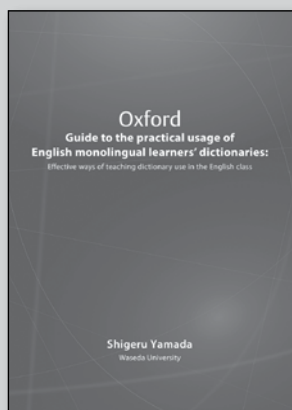 Oxford
Guide to the practical usage of
English monolingual learners' dictionaries:
Effective ways of teaching dictionary use in the English class
Shigeru Yamada
Waseda University